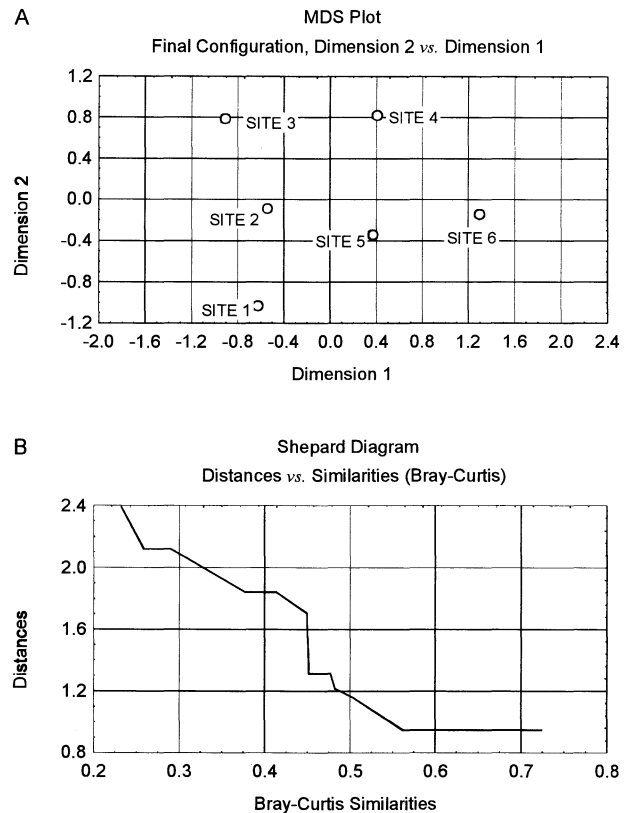 A
MDS Plot
Final Configuration, Dimension 2 vs. Dimension 1
1.2
0.8
0.4
0.0
-0.4
-0.8
-1.2
Dimension 2
SITE 3
SITE 4
SITE 2
SITE 5
SITE 6
SITE 1
-2.0 -1.6 -1.2 -0.8 -0.4 0.0 0.4 0.8 1.2 1.6 2.0 2.4
Dimension 1
B
Shepard Diagram
Distances vs. Similarities (Bray-Curtis)
2.4
2.0
1.6
1.2
0.8
Distances
0.2 0.3 0.4 0.5 0.6 0.7 0.8
Bray-Curtis Similarities